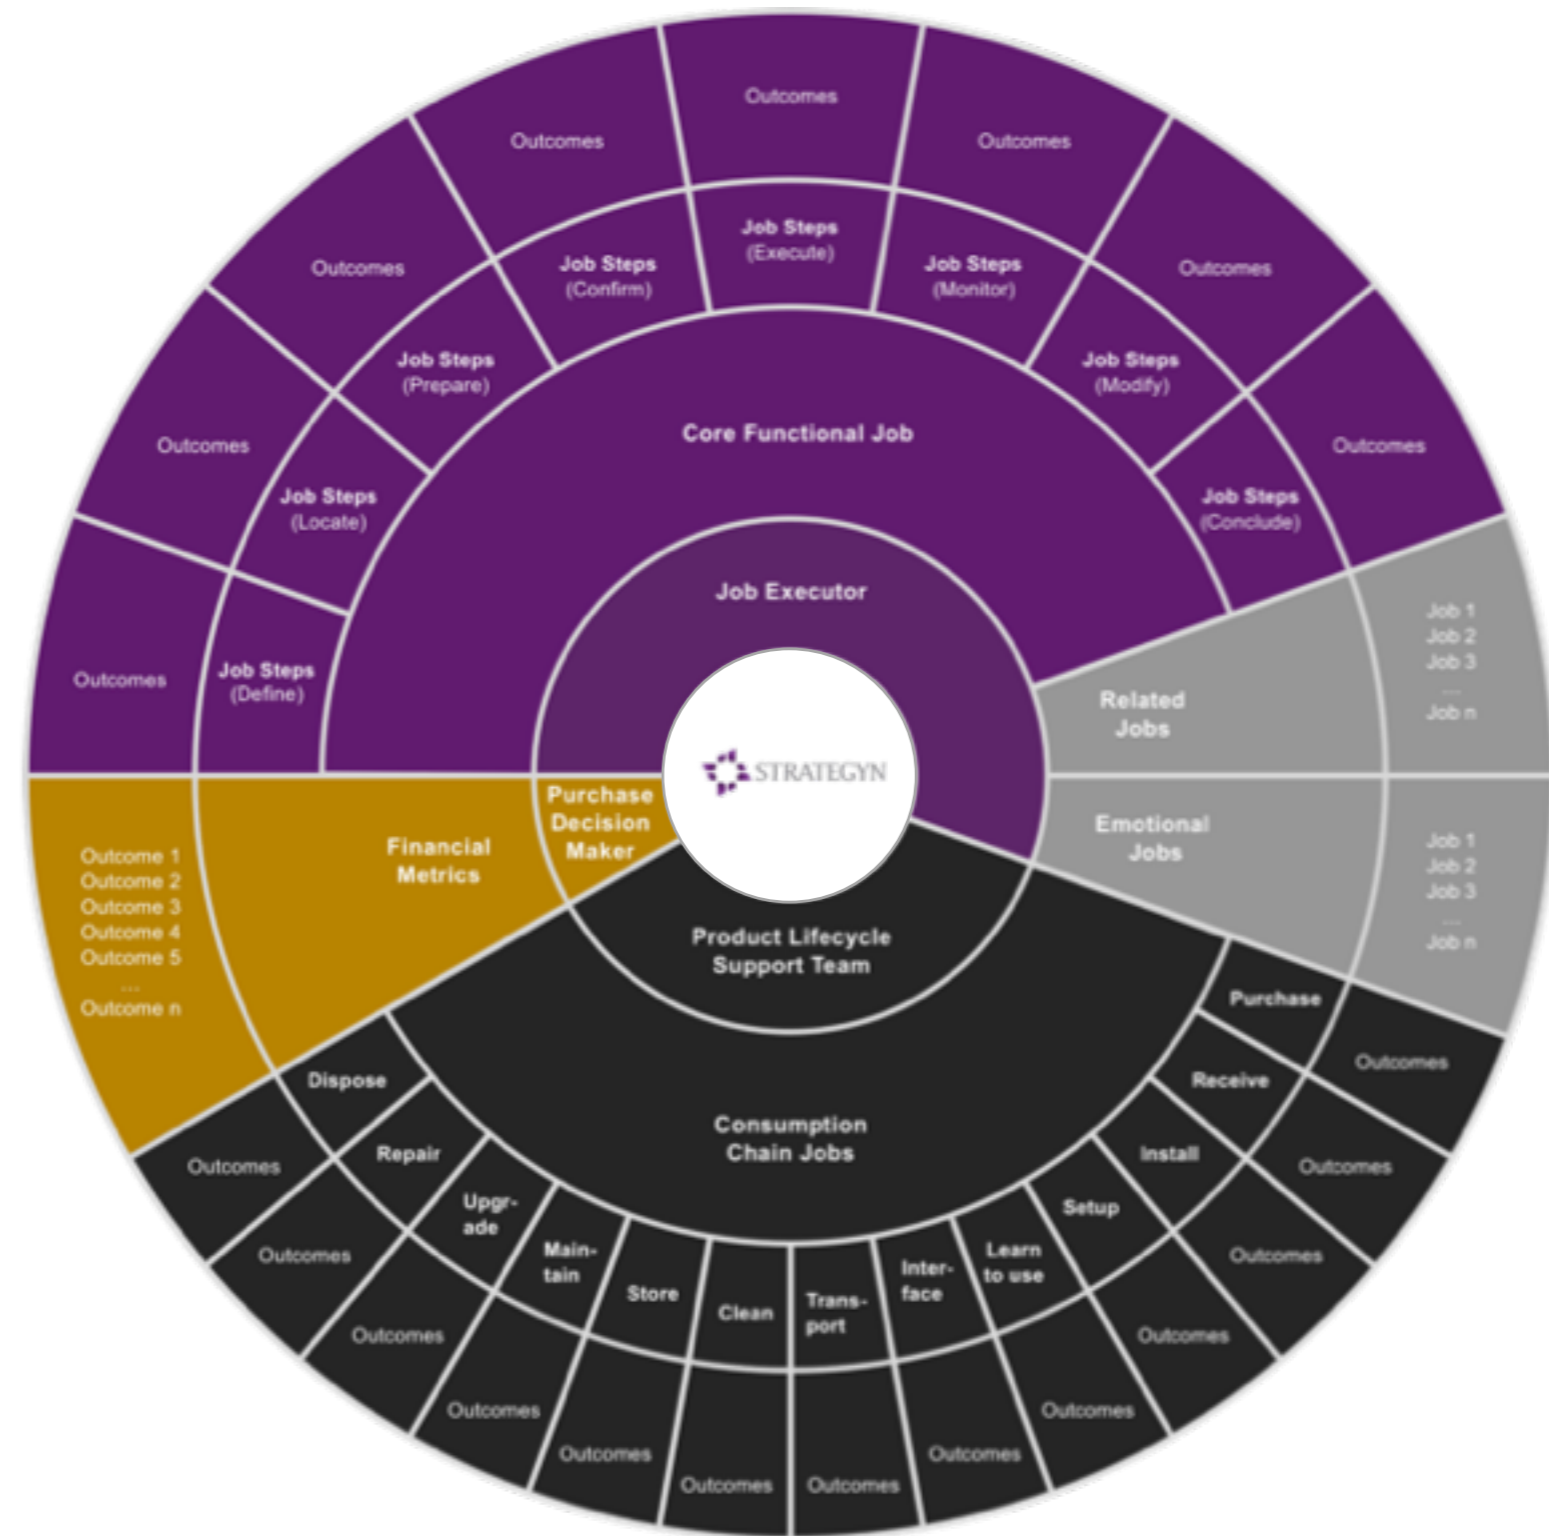 Outcomes
Outcomes
Outcomes
Outcomes
Outcomes
Outcomes
Outcomes
Outcomes
Job Steps
(Define)
Job Steps
(Locate)
Job Steps
(Prepare)
Job Steps
(Confirm)
Job Steps
(Execute)
Job Steps
(Monitor)
Job Steps
(Modify)
Job Steps
(Conclude)
Core Functional Job
Job Executor
STRATEGYN
Related
Jobs
Job 1
Job 2
Job 3
...
Job n
Emotional
Jobs
Job 1
Job 2
Job 3
...
Job n
Purchase
Decision
Maker
Financial
Metrics
Outcome 1
Outcome 2
Outcome 3
Outcome 4
Outcome 5
...
Outcome n
Product Lifecycle
Support Team
Consumption
Chain Jobs
Purchase
Receive
Install
Setup
Learn
to use
Inter-
face
Trans-
port
Clean
Store
Main-
tain
Upgr-
ade
Repair
Dispose
Outcomes
Outcomes
Outcomes
Outcomes
Outcomes
Outcomes
Outcomes
Outcomes
Outcomes
Outcomes
Outcomes
Outcomes
Outcomes